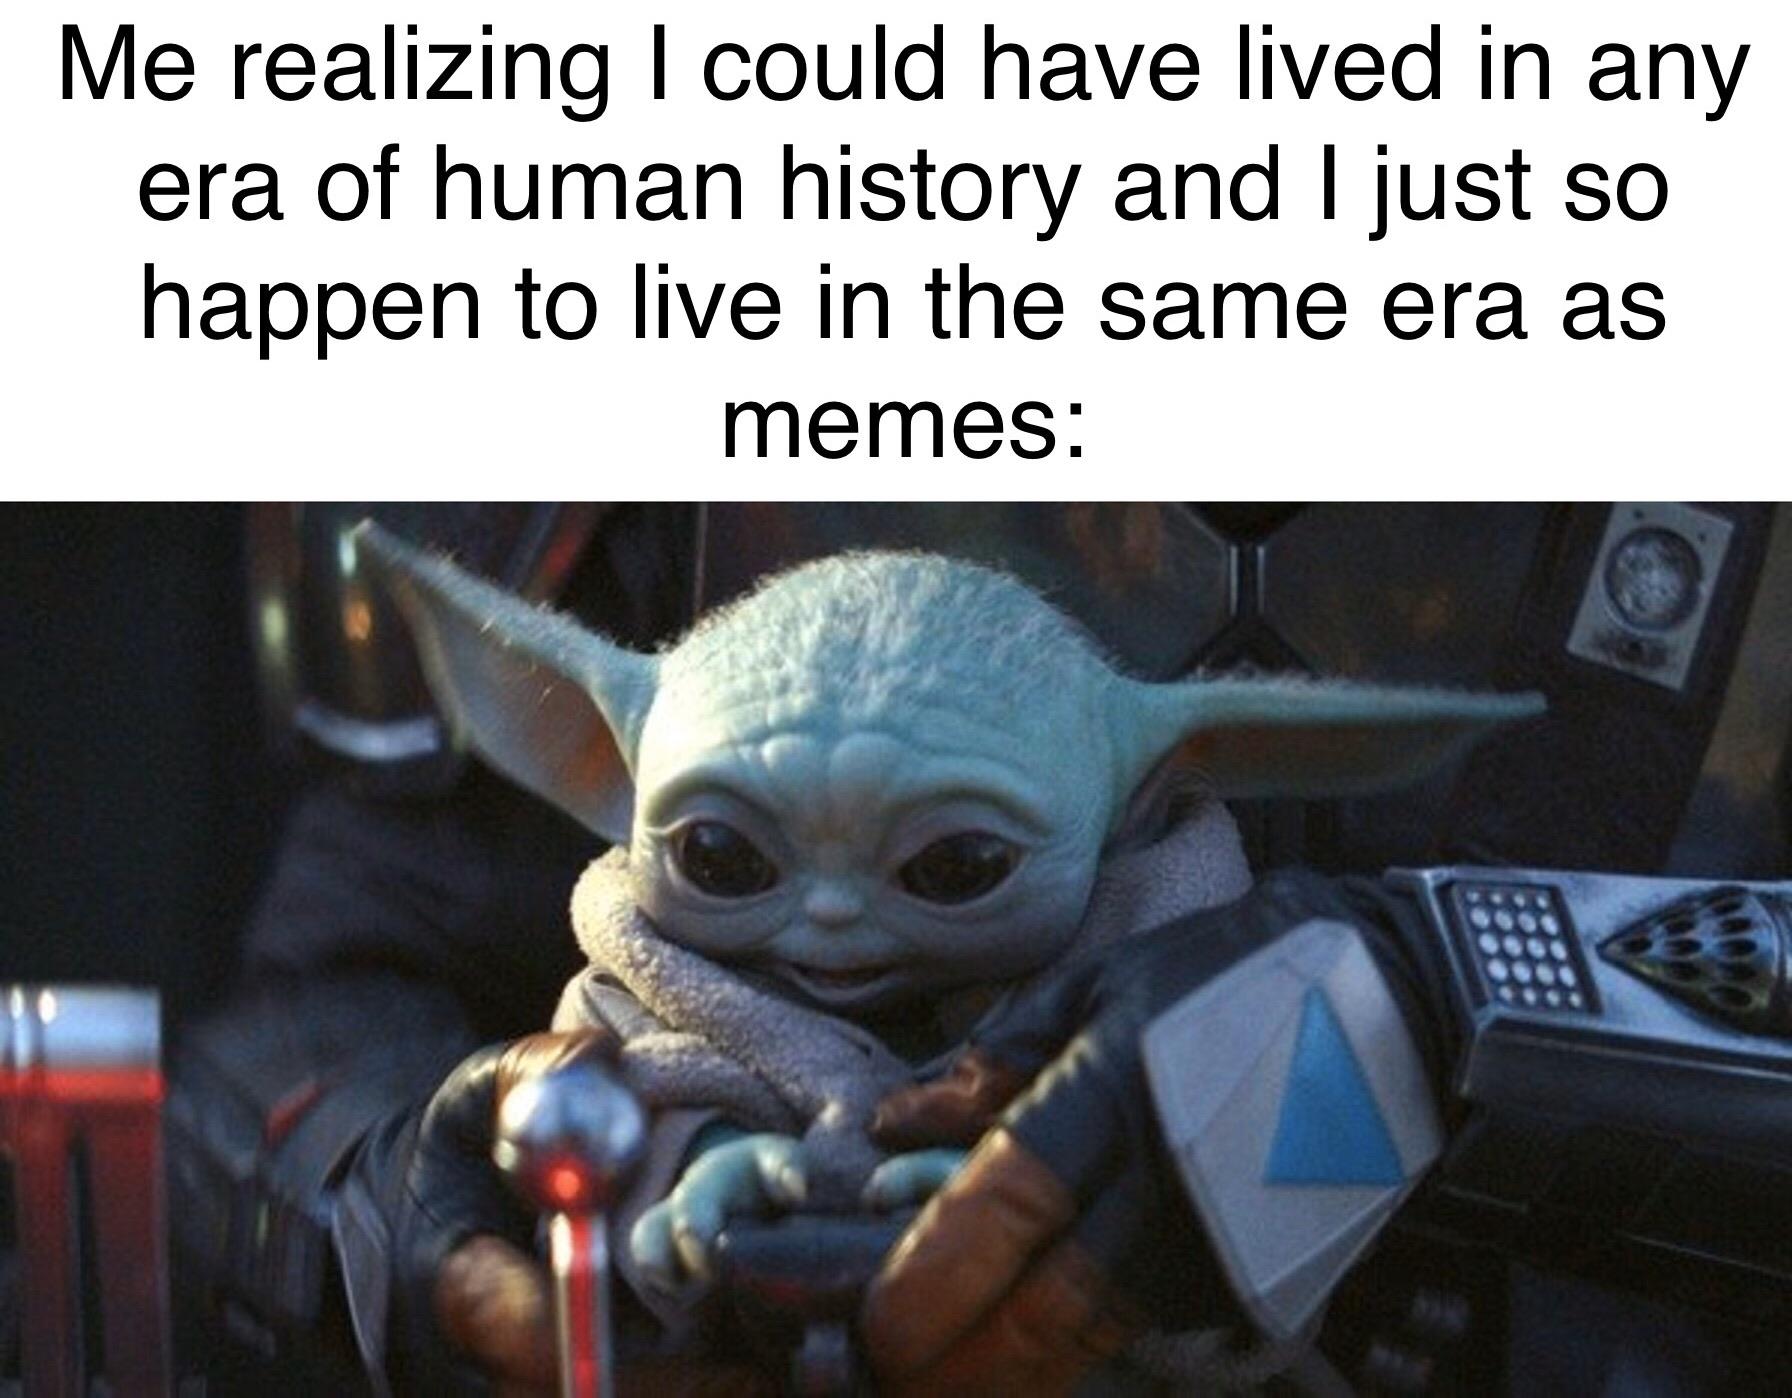 Me realizing I could have lived in any
era of human history and I just so
happen to live in the same era as
memes: